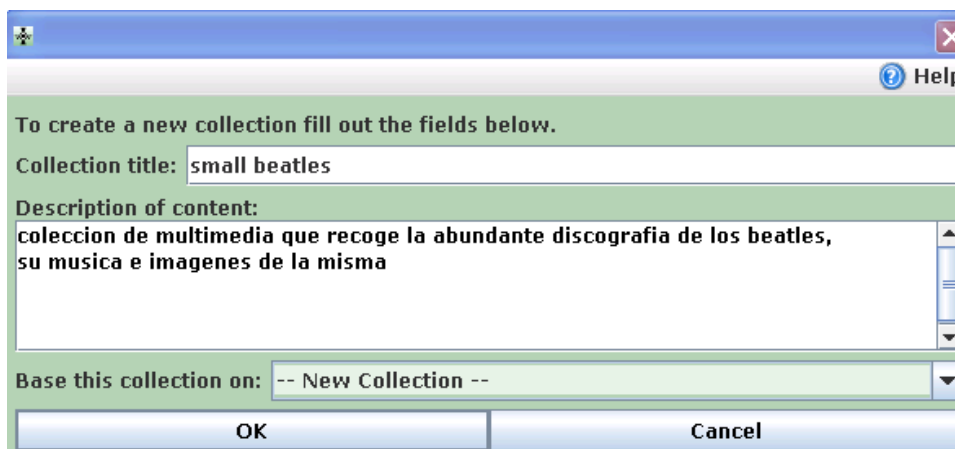 Help
To create a new collection fill out the fields below.
Collection title: small beatles
Description of content:
coleccion de multimedia que recoge la abundante discografia de los beatles,
su musica e imagenes de la misma
Base this collection on: -- New Collection --
OK Cancel